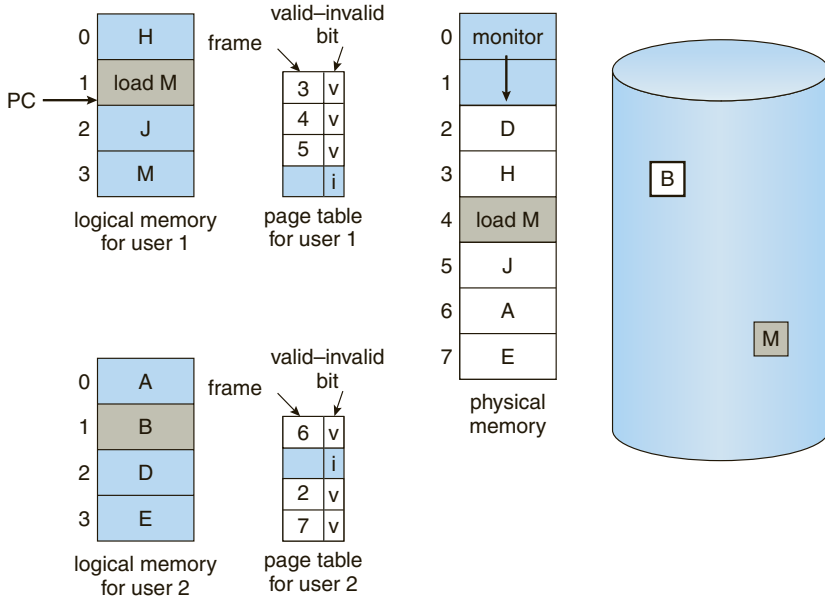 valid–invalid
bit
frame
0 H
1 load M
PC
2 J
3 M
3 v
4 v
5 v
i
logical memory
for user 1
page table
for user 1
valid–invalid
bit
frame
0 A
1 B
2 D
3 E
6 v
i
2 v
7 v
logical memory
for user 2
page table
for user 2
0 monitor
1
2 D
3 H
4 load M
5 J
6 A
7 E
physical
memory
B
M